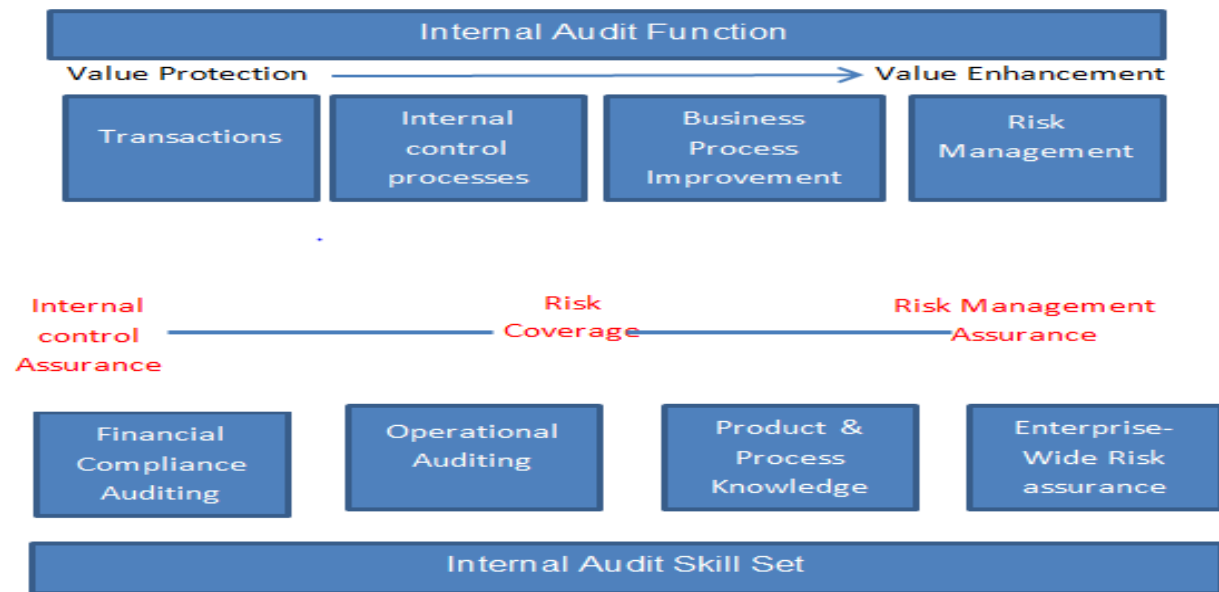 Internal Audit Function
Value Protection
Value Enhancement
Transactions
Internal
control
processes
Business
Process
Improvement
Risk
Management
Internal
control
Assurance
Risk
Coverage
Risk Management
Assurance
Financial
Compliance
Auditing
Operational
Auditing
Product &
Process
Knowledge
Enterprise-
Wide Risk
assurance
Internal Audit Skill Set